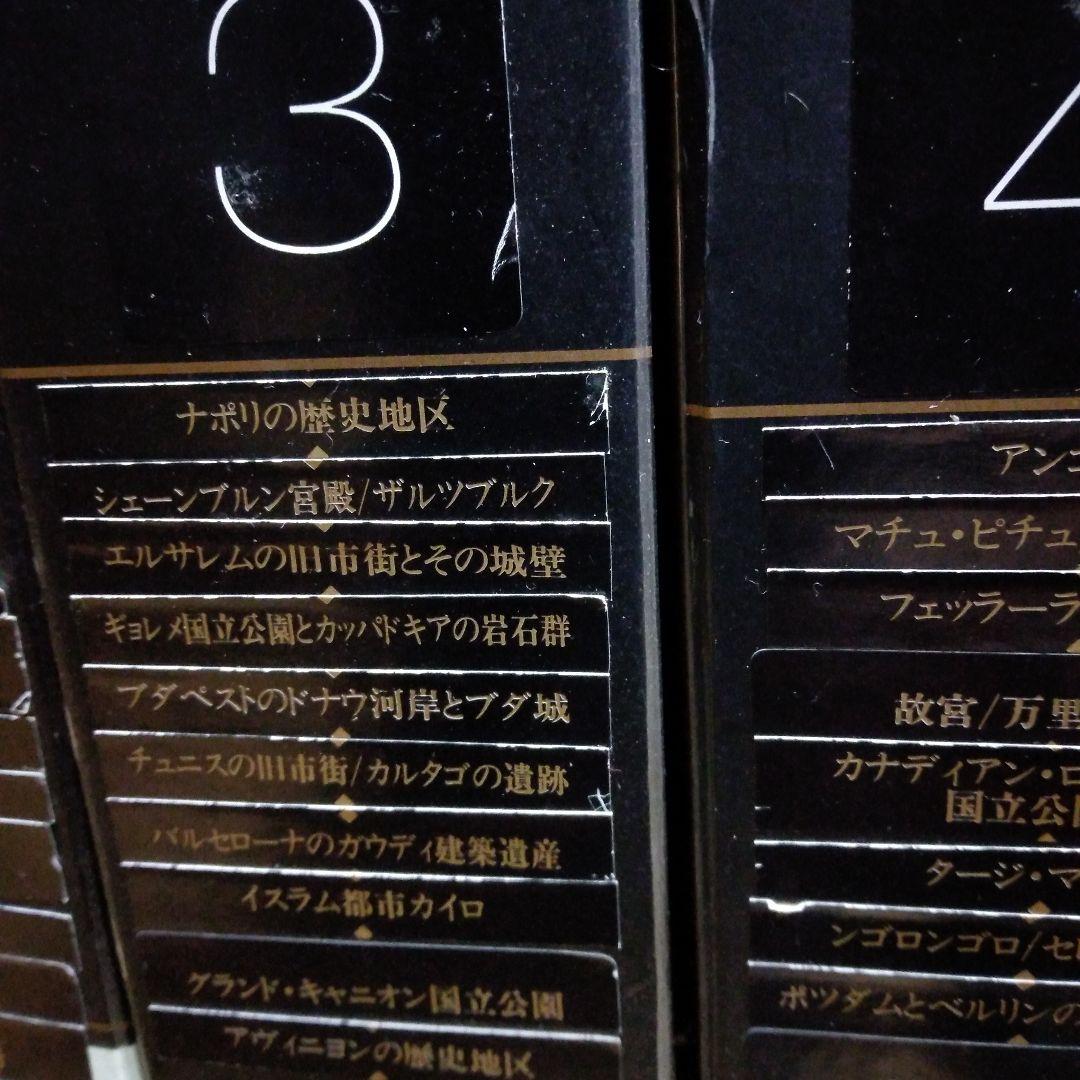 3
ナポリの歴史地区
シェーンブルン宮殿/ザルツブルク
エルサレムの旧市街とその城壁
ギョレメ国立公園とカッパドキアの岩石群
ブダペストのドナウ河岸とブダ城
チュニスの旧市街/カルタゴの遺跡
バルセローナのガウディ建築遺産
イスラム都市カイロ
グランド・キャニオン国立公園
アヴィニヨンの歴史地区
4
アンコ
マチュ・ピチュ
フェッラーラ
故宮/万里
カナディアン・ロ
国立公園
タージ・マ
ンゴロンゴロ/セ
ポツダムとベルリンの